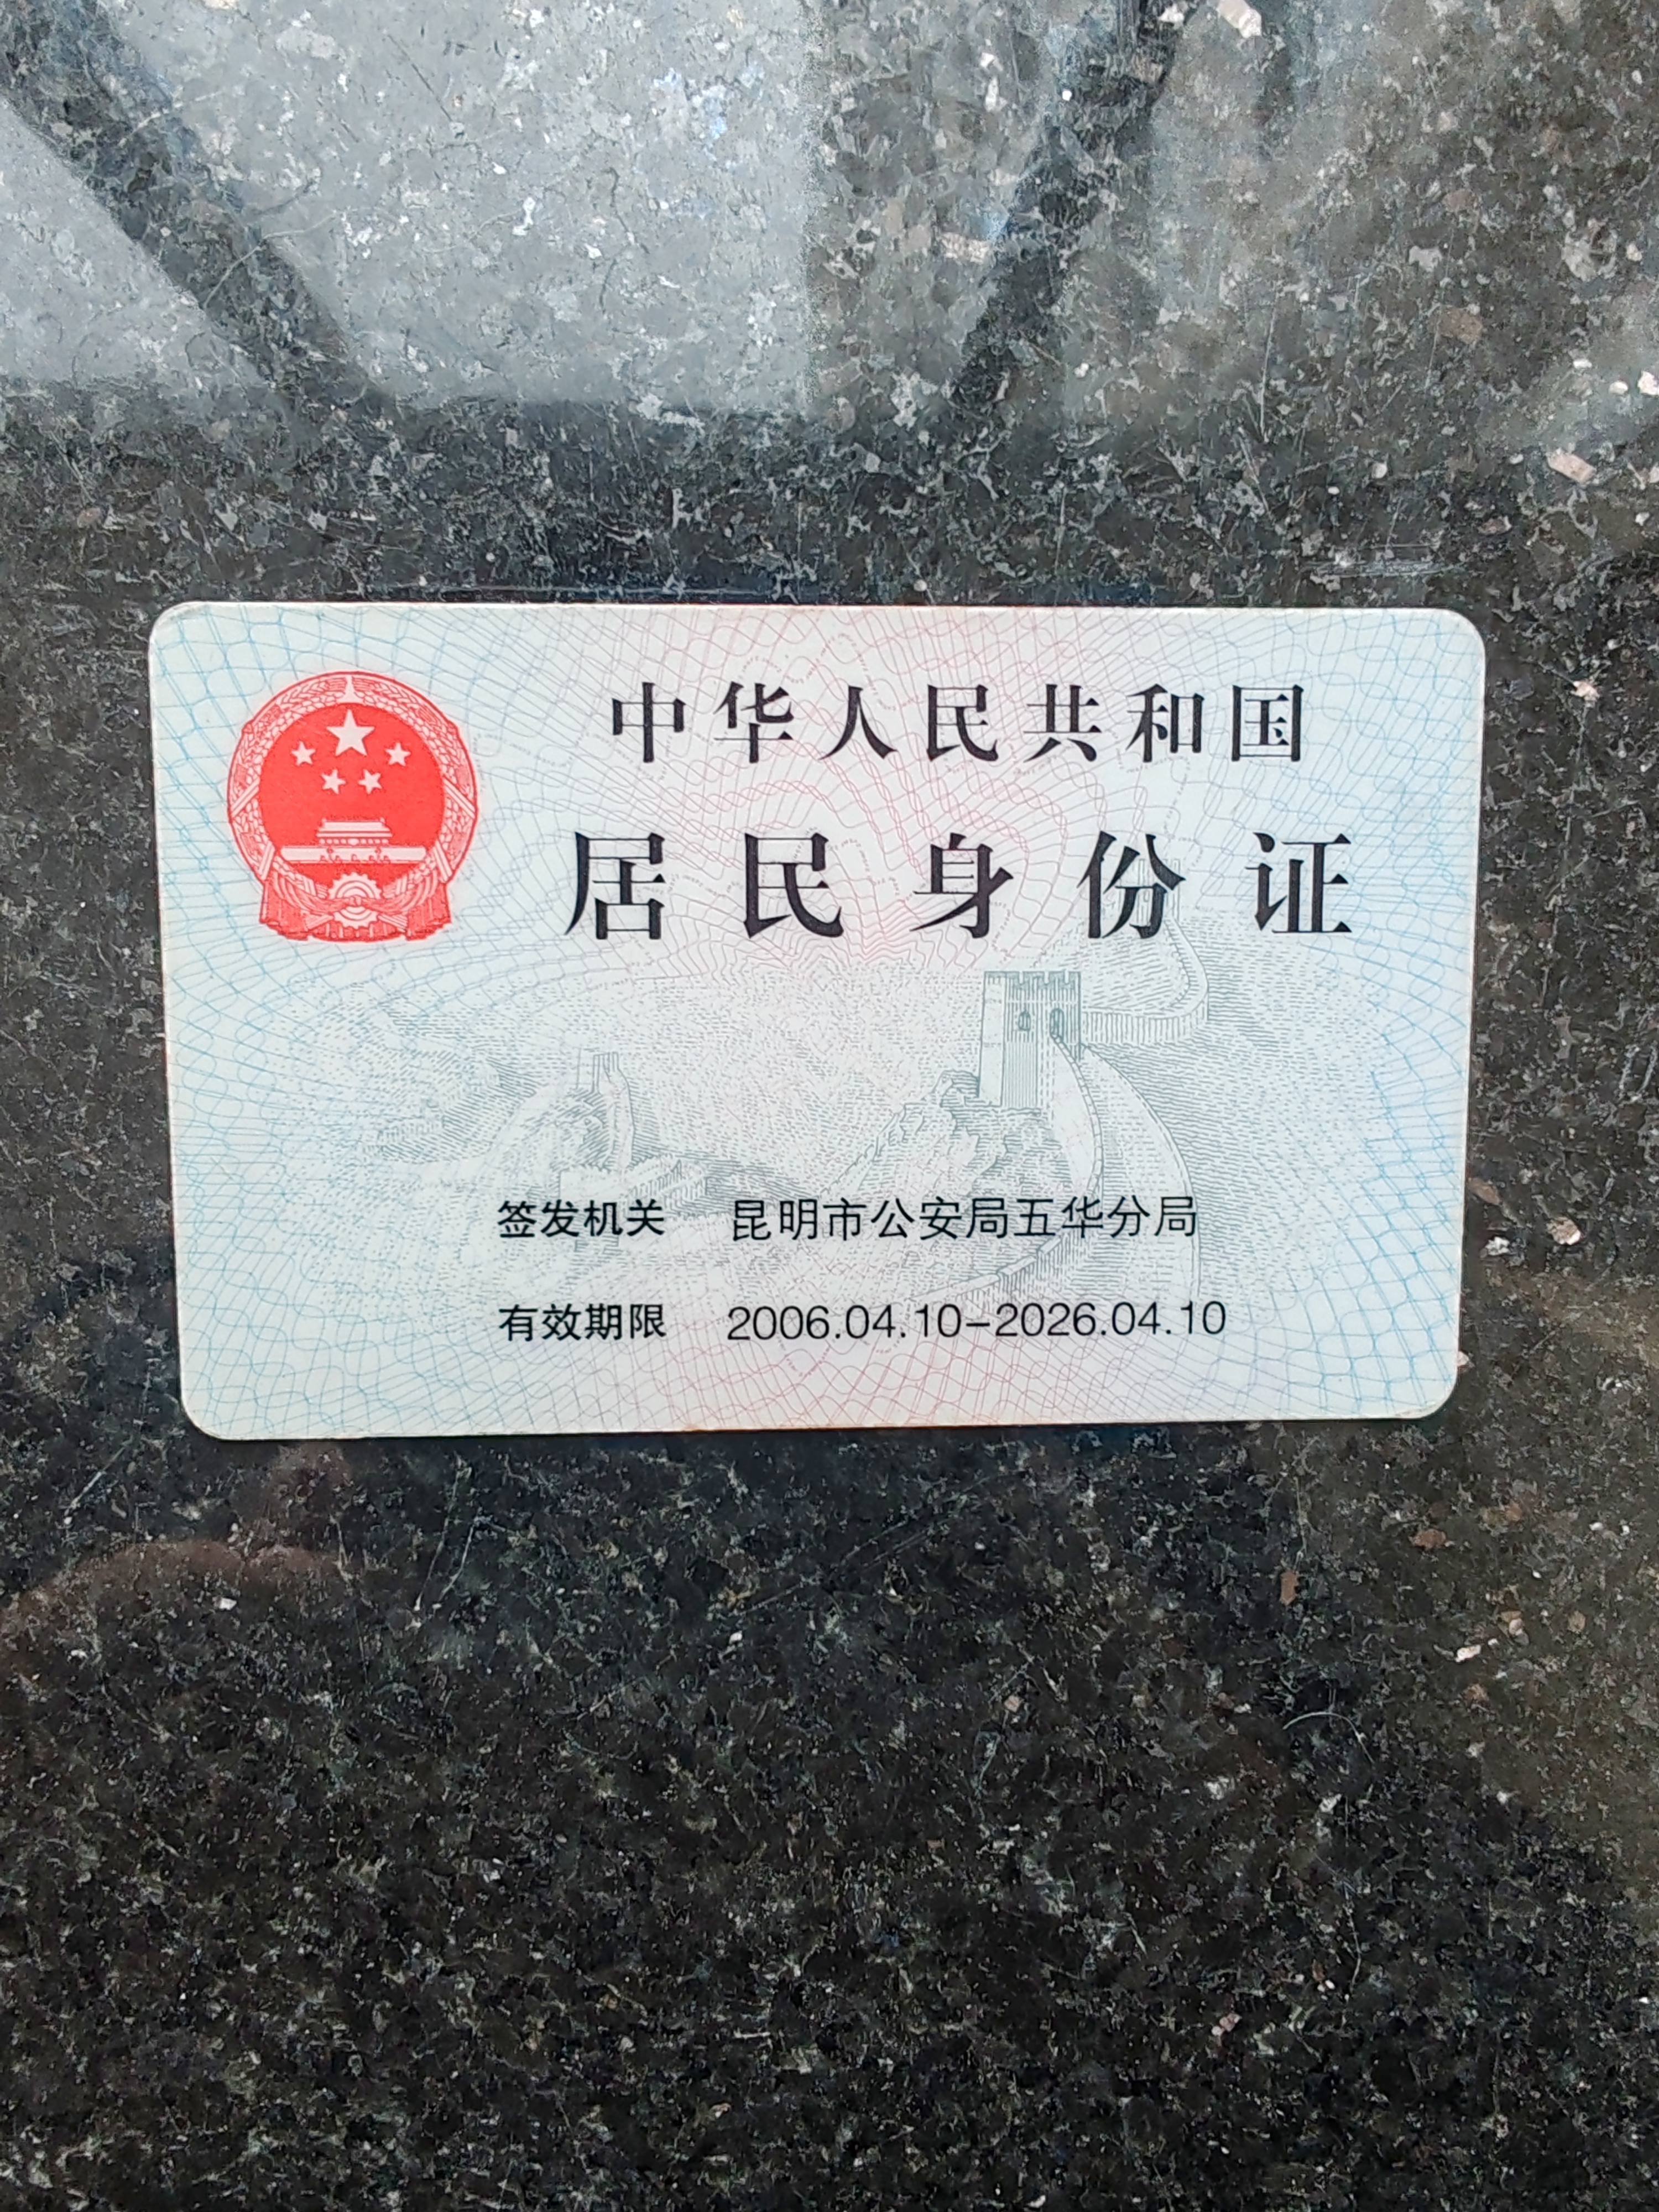 中华人民共和国
居民身份证
签发机关 昆明市公安局五华分局
有效期限 2006.04.10-2026.04.10